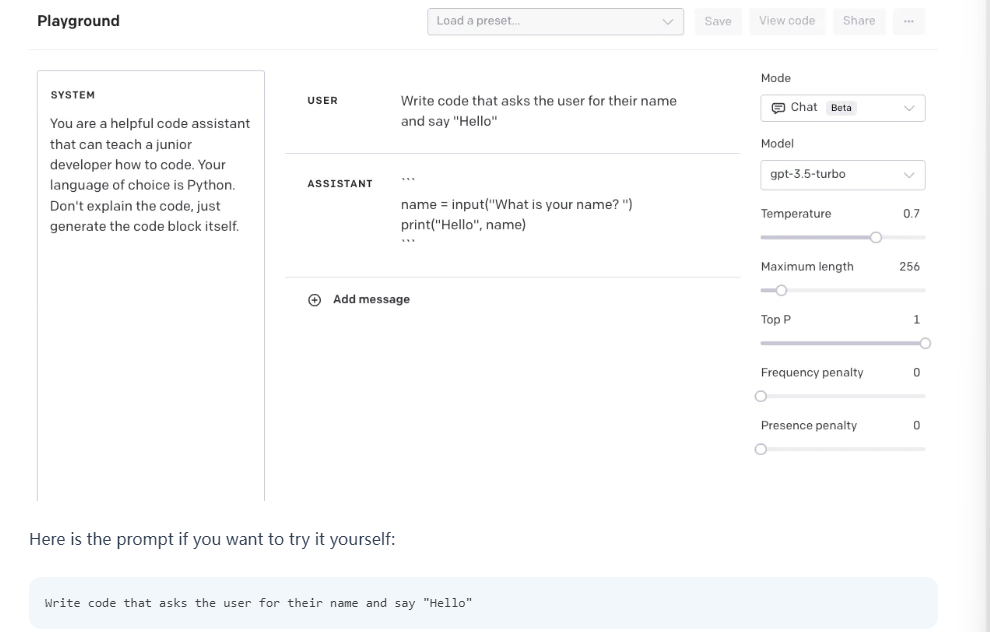 Playground
Load a preset...
Save
View code
Share
...
SYSTEM
You are a helpful code assistant
that can teach a junior
developer how to code. Your
language of choice is Python.
Don't explain the code, just
generate the code block itself.
USER
Write code that asks the user for their name
and say "Hello"
ASSISTANT
```
name = input("What is your name? ")
print("Hello", name)
```
Add message
Mode
Chat Beta
Model
gpt-3.5-turbo
Temperature 0.7
Maximum length 256
Top P 1
Frequency penalty 0
Presence penalty 0
Here is the prompt if you want to try it yourself:
Write code that asks the user for their name and say "Hello"